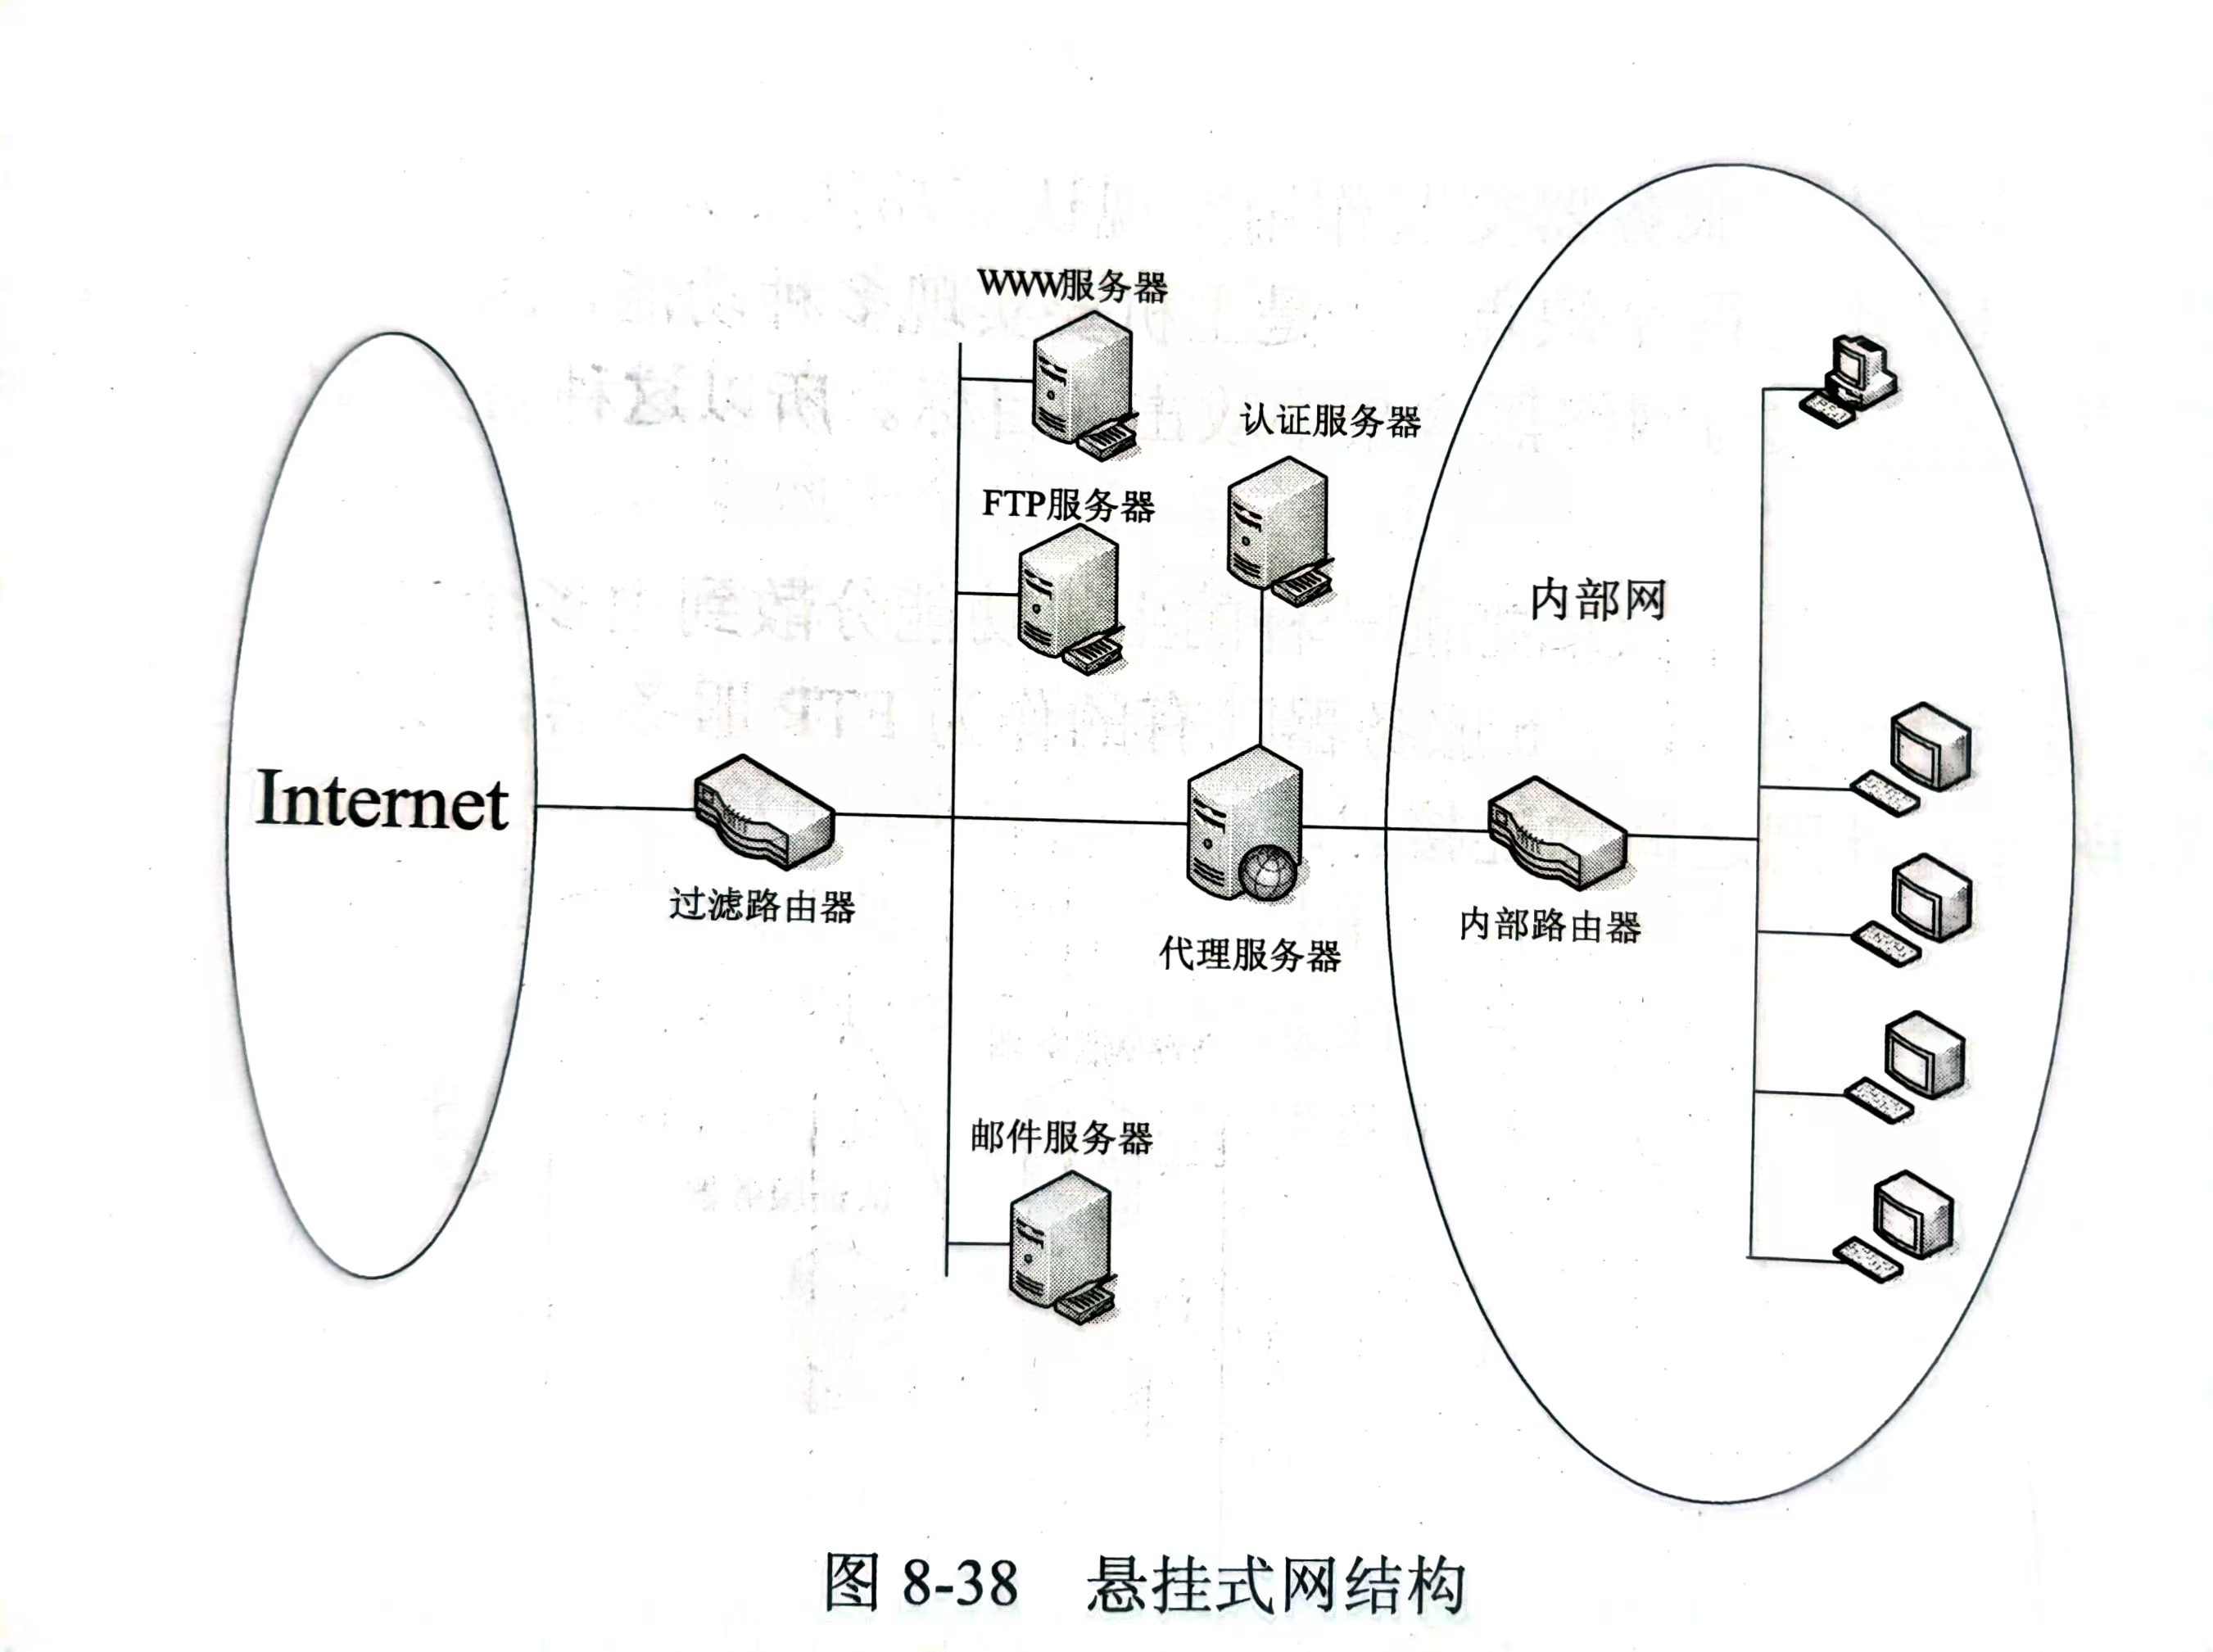 WWW服务器
认证服务器
FTP服务器
内部网
Internet
过滤路由器
代理服务器
内部路由器
邮件服务器
图 8-38 悬挂式网结构